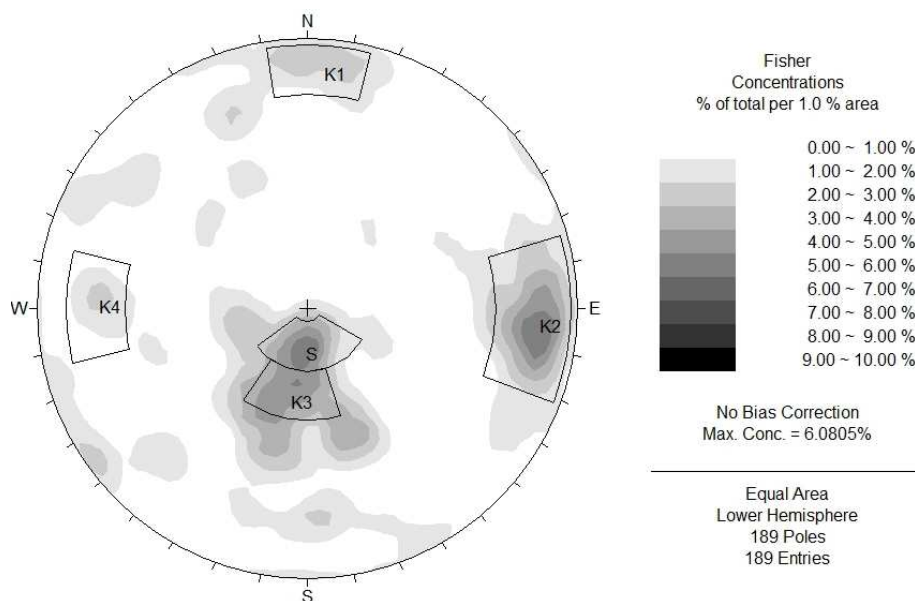 N
K1
W
K4
S
K3
K2
E
S
Fisher
Concentrations
% of total per 1.0 % area
0.00 ~ 1.00 %
1.00 ~ 2.00 %
2.00 ~ 3.00 %
3.00 ~ 4.00 %
4.00 ~ 5.00 %
5.00 ~ 6.00 %
6.00 ~ 7.00 %
7.00 ~ 8.00 %
8.00 ~ 9.00 %
9.00 ~ 10.00 %
No Bias Correction
Max. Conc. = 6.0805%
Equal Area
Lower Hemisphere
189 Poles
189 Entries